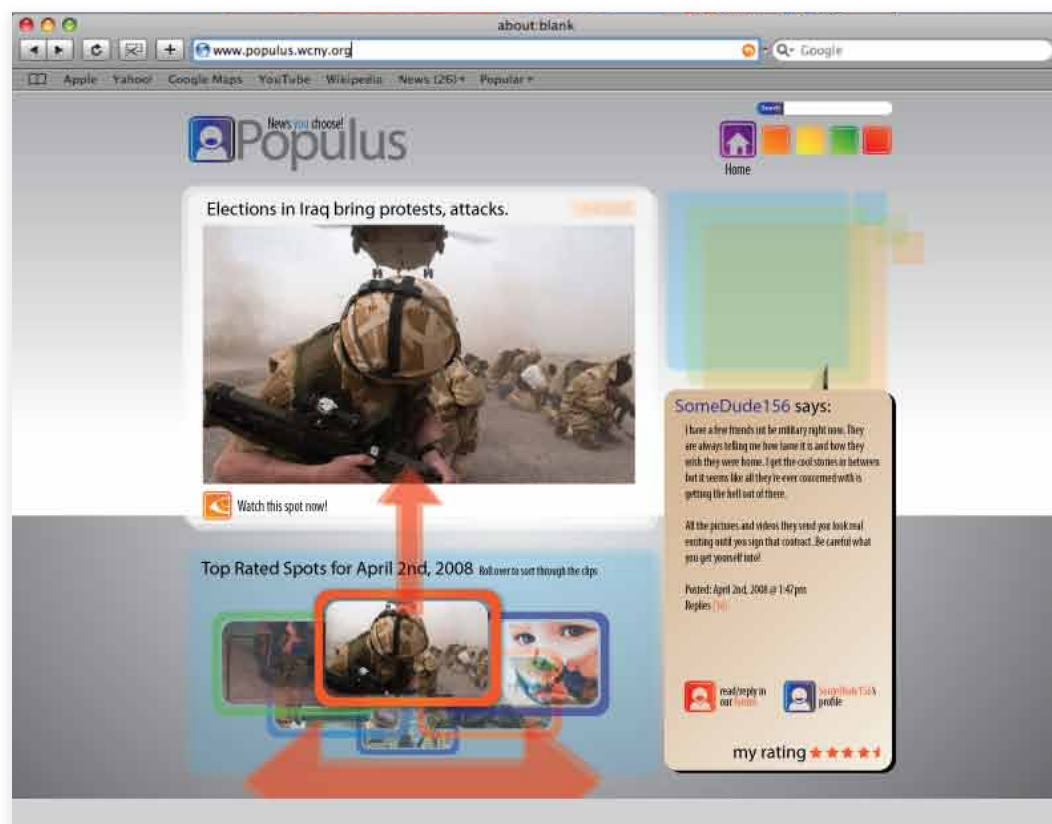 about:blank
www.populus.wcny.org
Google
Apple Yahoo! Google Maps YouTube Wikipedia News (26) Popular
News you choose!
Populus
Search
Home
Elections in Iraq bring protests, attacks.
Watch this spot now!
SomeDude156 says:
I have a few friends int he military right now. They
are always telling me how lame it is and how they
wish they were home. I get the cool stories in between
but it seems like all they're ever concerned with is
getting the hell out of there.
All the pictures and videos they send you look real
exciting until you sign that contract. Be careful what
you get yourself into!
Posted: April 2nd, 2008 @ 1:47pm
Replies
read/reply in
our forum
SomeDude156's
profile
my rating
Top Rated Spots for April 2nd, 2008 Roll over to sort through the clips